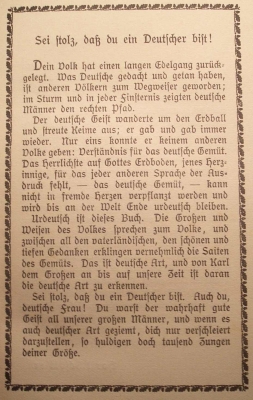 Sei stolz, daß du ein Deutscher bist!
Dein Volk hat einen langen Edelgang zurück-
gelegt. Was Deutsche gedacht und getan haben,
ist anderen Völkern zum Wegweiser geworden;
im Sturm und in jeder Finsternis zeigten deutsche
Männer den rechten Pfad.
Der deutsche Geist wanderte um den Erdball
und streute Keime aus; er gab und gab immer
wieder. Nur eins konnte er keinem anderen
Volke geben: Verständnis für das deutsche Gemüt.
Das Herrlichste auf Gottes Erdboden, jenes Herz-
innige, für das jeder anderen Sprache der Aus-
druck fehlt, — das deutsche Gemüt, — kann
nicht in fremde Herzen verpflanzt werden und
wird bis an der Welt Ende urdeutsch bleiben.
Urdeutsch ist dieses Buch. Die Großen und
Weisen des Volkes sprechen zum Volke, und
zwischen all den vaterländischen, den schönen und
tiefen Gedanken erklingen vernehmlich die Saiten
des Gemüts. Das ist deutsche Art, und von Karl
dem Großen an bis auf unsere Zeit ist daran
die deutsche Art zu erkennen.
Sei stolz, daß du ein Deutscher bist. Auch du,
deutsche Frau! Du warst der wahrhaft gute
Geist all unserer großen Männer, und wenn es
auch deutscher Art geziemt, dich nur verschleiert
darzustellen, so huldigen doch tausend Zungen
deiner Größe.